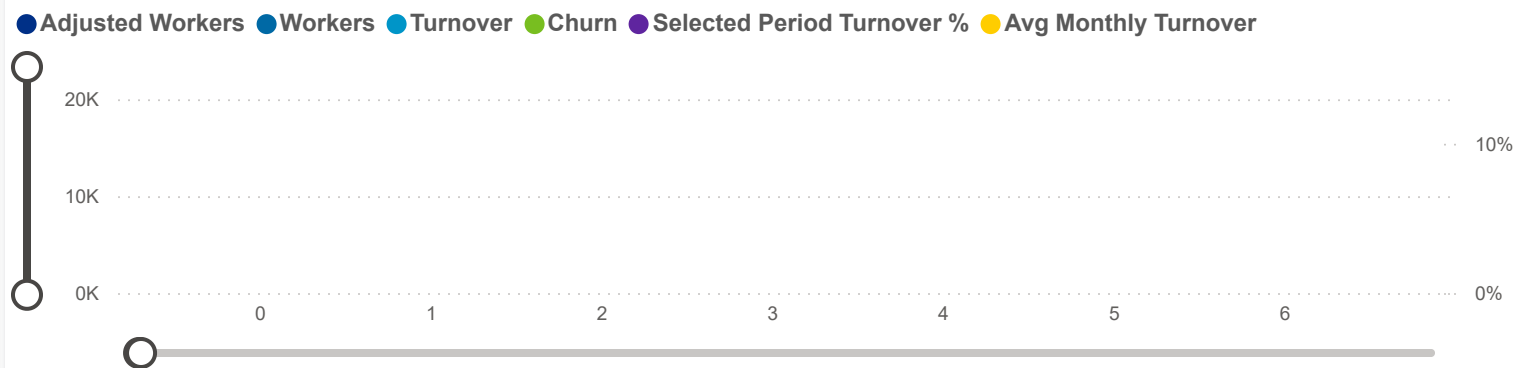 Adjusted Workers Workers Turnover Churn Selected Period Turnover % Avg Monthly Turnover
20K
10%
10K
0K 0%
0 1 2 3 4 5 6